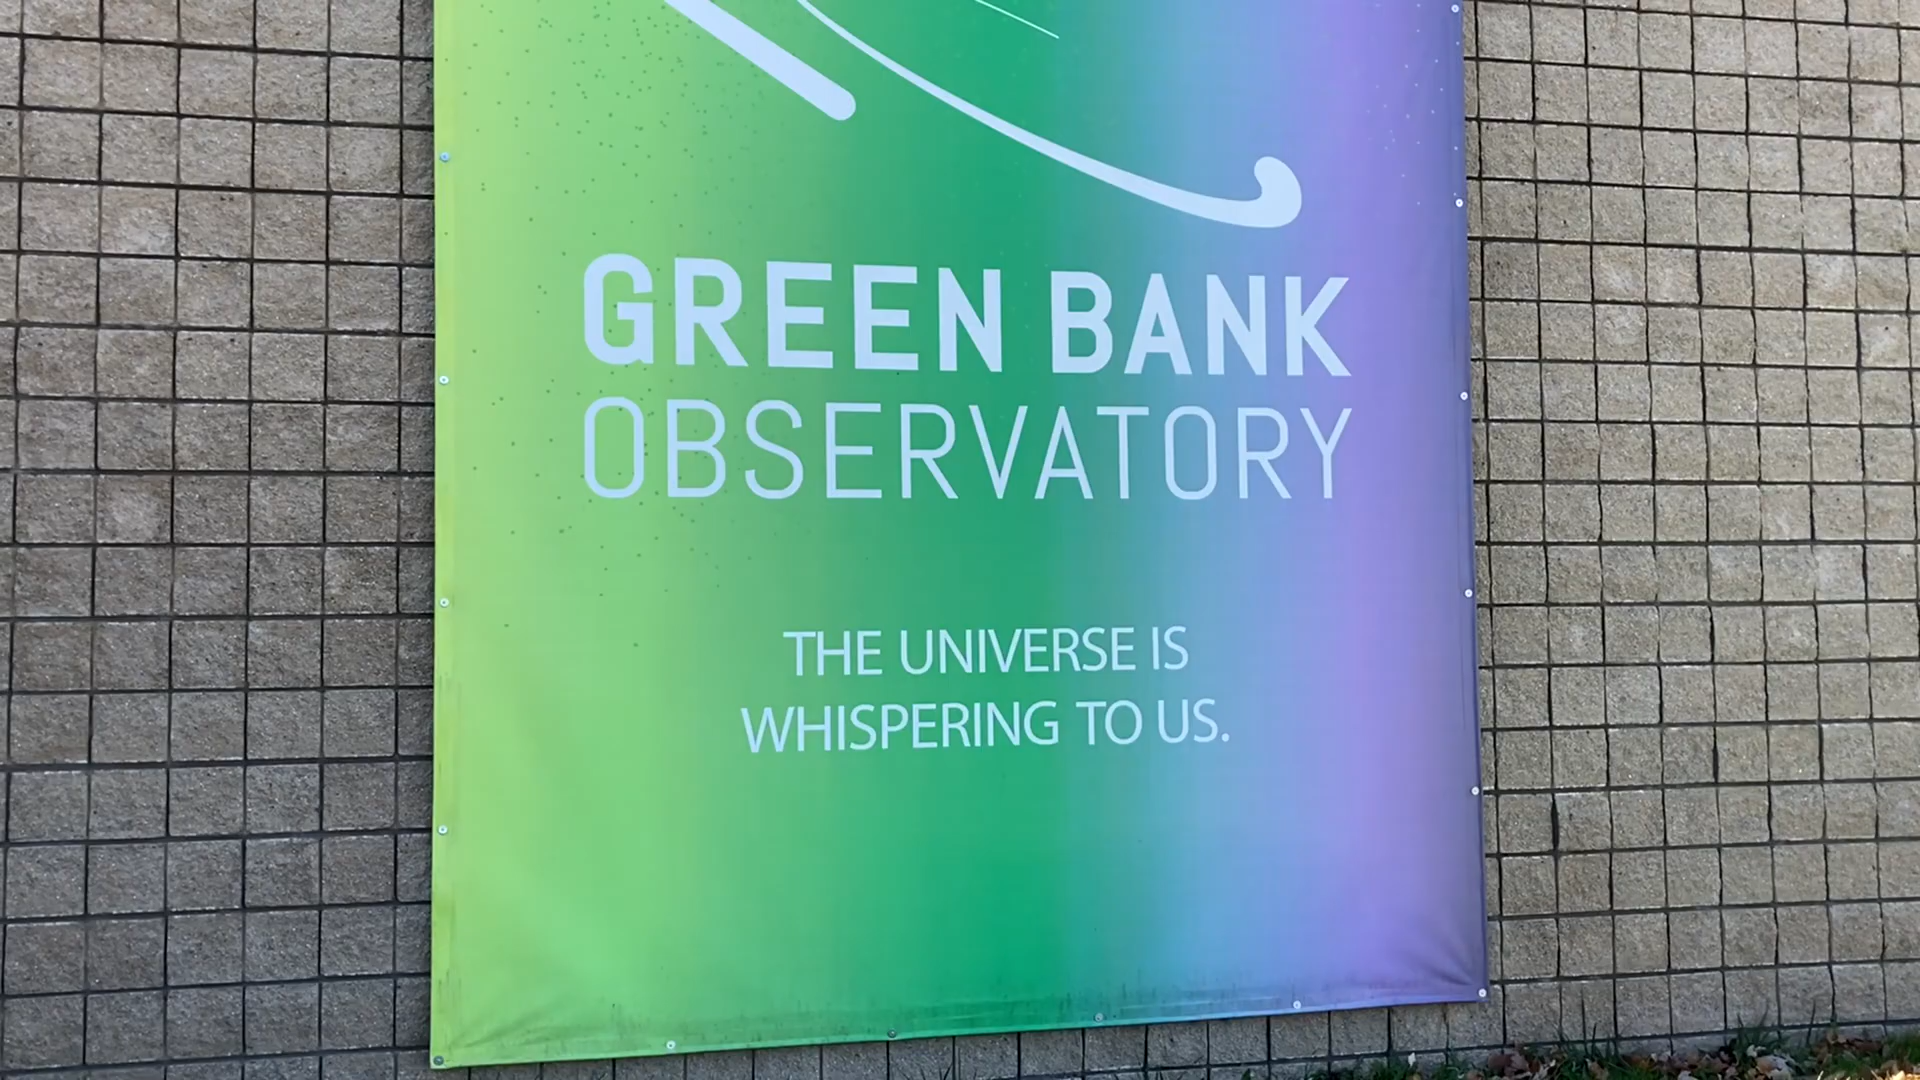 GREEN BANK
OBSERVATORY
THE UNIVERSE IS
WHISPERING TO US.